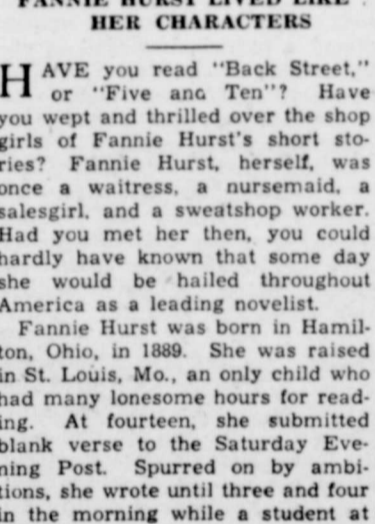 FANNIE HURST LIVED LIKE
HER CHARACTERS
HAVE you read "Back Street,"
or "Five and Ten"? Have
you wept and thrilled over the shop
girls of Fannie Hurst's short sto-
ries? Fannie Hurst, herself, was
once a waitress, a nursemaid, a
salesgirl, and a sweatshop worker.
Had you met her then, you could
hardly have known that some day
she would be hailed throughout
America as a leading novelist.
Fannie Hurst was born in Hamil-
ton, Ohio, in 1889. She was raised
in St. Louis, Mo., an only child who
had many lonesome hours for read-
ing. At fourteen, she submitted
blank verse to the Saturday Eve-
ning Post. Spurred on by ambi-
tions, she wrote until three and four
in the morning while a student at